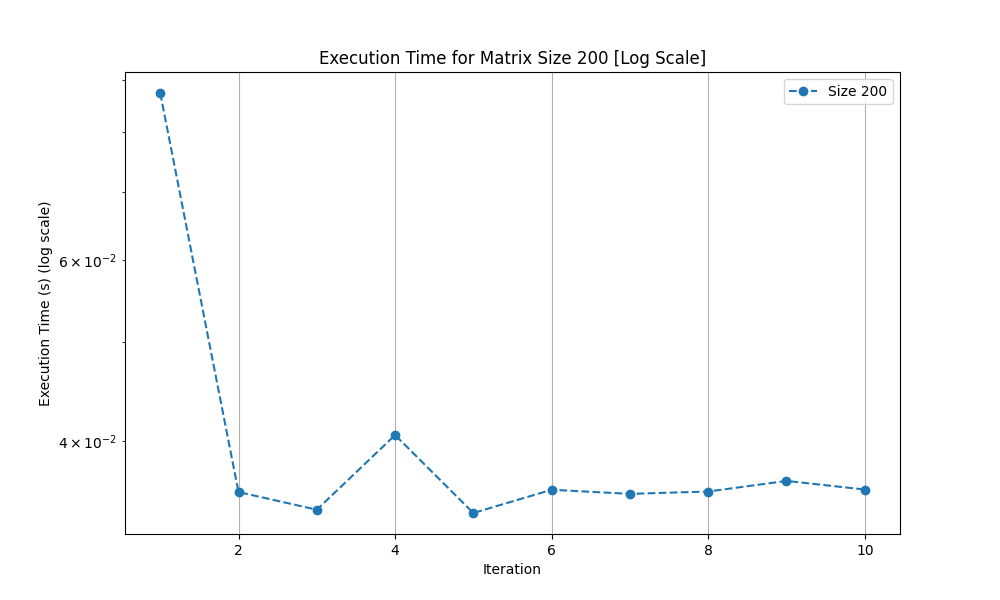 Execution Time for Matrix Size 200 [Log Scale]
Size 200
Execution Time (s) (log scale)
6 × 10⁻²
4 × 10⁻²
2 4 6 8 10
Iteration